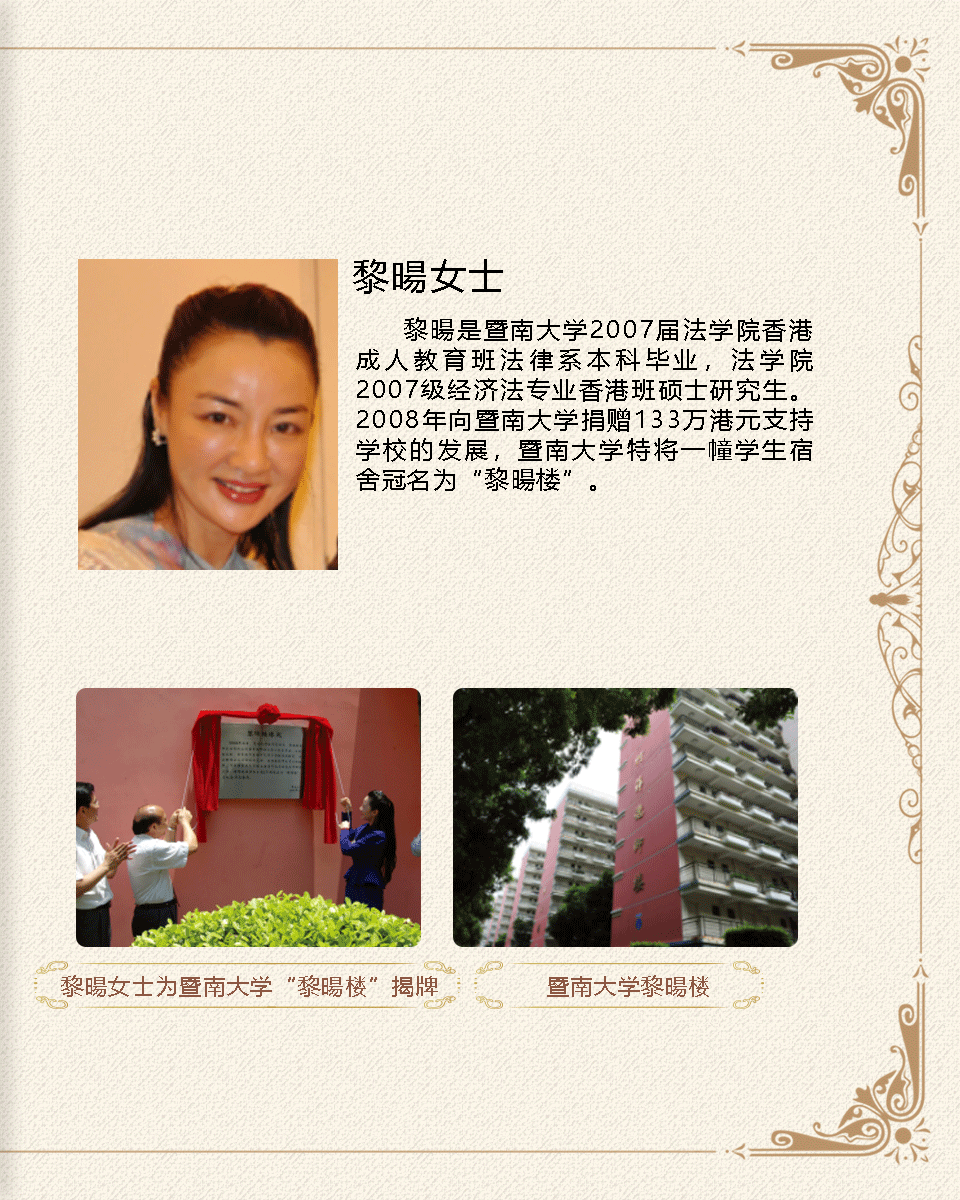 黎暘女士
黎暘是暨南大学2007届法学院香港
成人教育班法律系本科毕业，法学院
2007级经济法专业香港班硕士研究生。
2008年向暨南大学捐赠133万港元支持
学校的发展，暨南大学特将一幢学生宿
舍冠名为“黎暘楼”。
黎暘女士为暨南大学“黎暘楼”揭牌
暨南大学黎暘楼